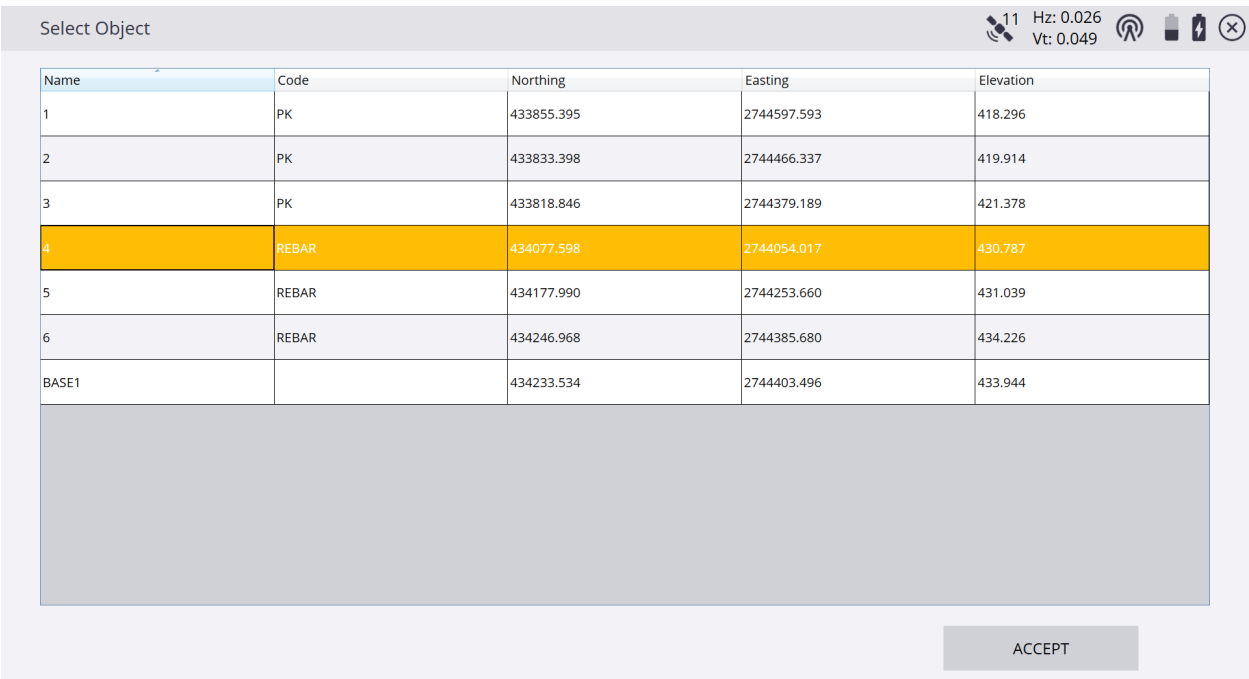 Select Object 11 Hz: 0.026
Vt: 0.049
Name Code Northing Easting Elevation
1 PK 433855.395 2744597.593 418.296
2 PK 433833.398 2744466.337 419.914
3 PK 433818.846 2744379.189 421.378
4 REBAR 434077.598 2744054.017 430.787
5 REBAR 434177.990 2744253.660 431.039
6 REBAR 434246.968 2744385.680 434.226
BASE1 434233.534 2744403.496 433.944
ACCEPT